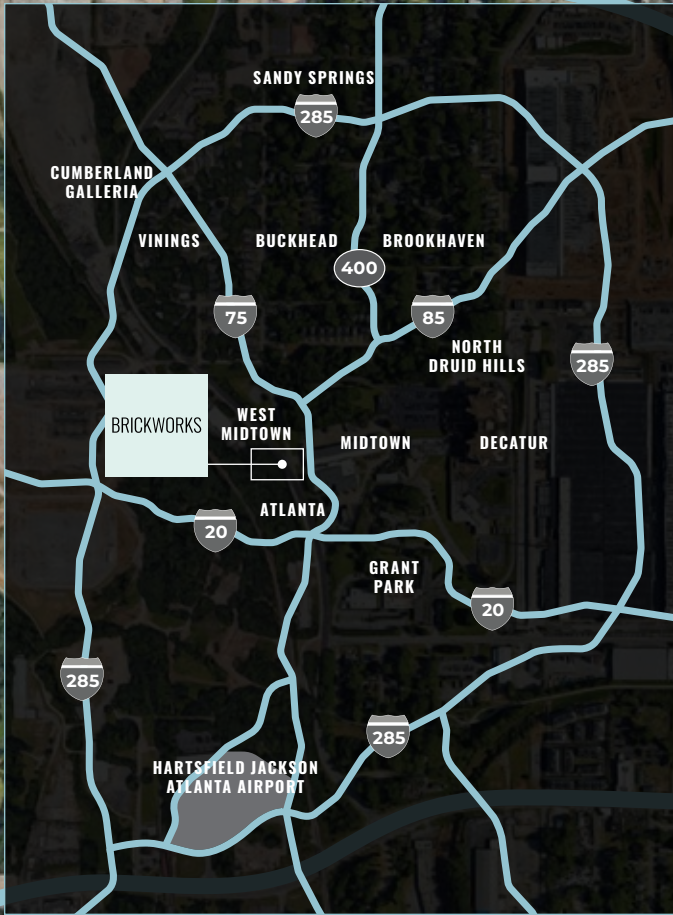 SANDY SPRINGS
285
CUMBERLAND
GALLERIA
VININGS
BUCKHEAD
BROOKHAVEN
400
75
85
NORTH
DRUID HILLS
285
BRICKWORKS
WEST
MIDTOWN
MIDTOWN
DECATUR
ATLANTA
20
GRANT
PARK
20
285
285
HARTSFIELD JACKSON
ATLANTA AIRPORT